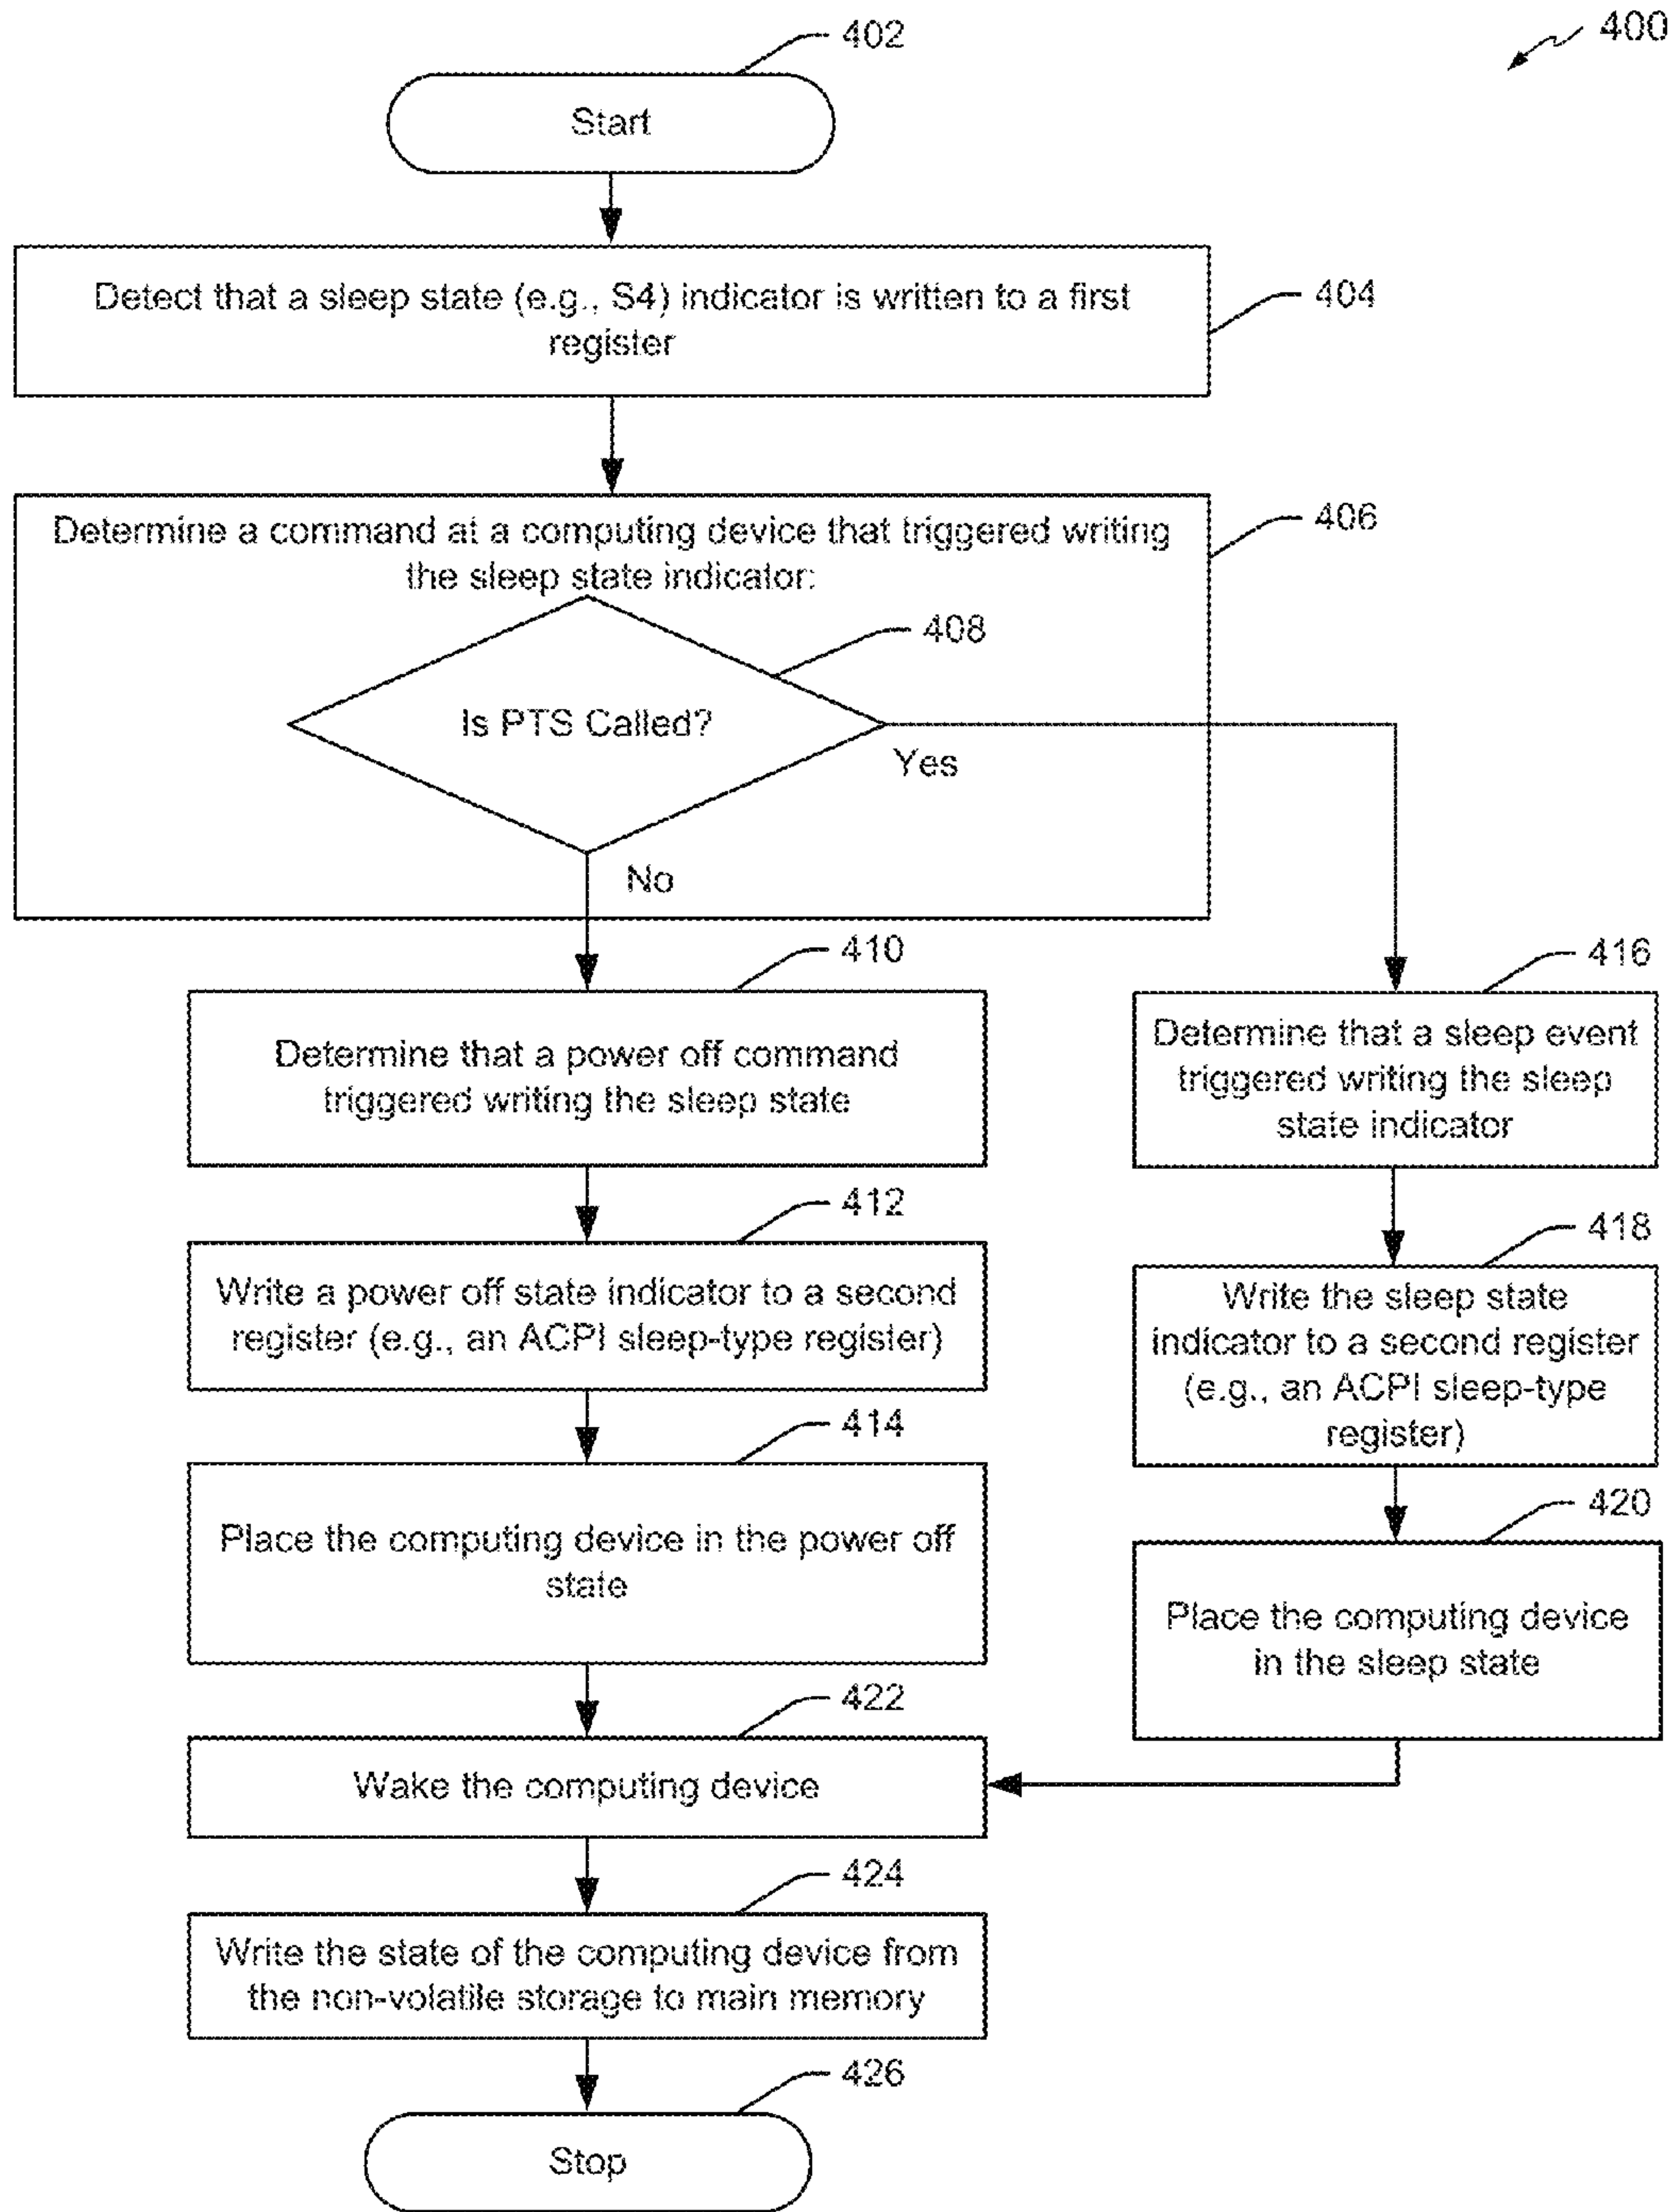 400
402
Start
Detect that a sleep state (e.g., S4) indicator is written to a first
register
404
Determine a command at a computing device that triggered writing
the sleep state indicator:
406
408
Is PTS Called?
Yes
No
410
Determine that a power off command
triggered writing the sleep state
412
Write a power off state indicator to a second
register (e.g., an ACPI sleep-type register)
414
Place the computing device in the power off
state
416
Determine that a sleep event
triggered writing the sleep
state indicator
418
Write the sleep state
indicator to a second register
(e.g., an ACPI sleep-type
register)
420
Place the computing device
in the sleep state
422
Wake the computing device
424
Write the state of the computing device from
the non-volatile storage to main memory
426
Stop